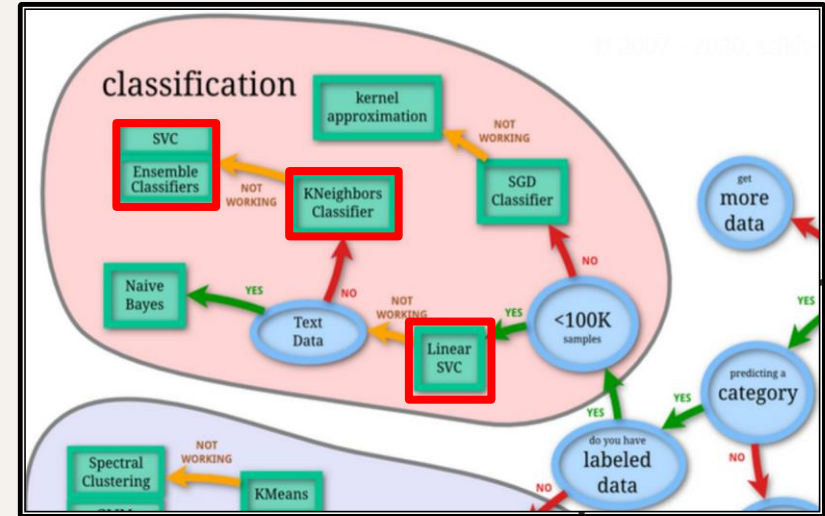 classification
kernel
approximation
SVC
Ensemble
Classifiers
NOT
WORKING
KNeighbors
Classifier
NOT
WORKING
SGD
Classifier
get
more
data
NO
Naive
Bayes
YES
NO
Text
Data
NOT
WORKING
Linear
SVC
YES
<100K
samples
YES
predicting a
category
YES
YES
NO
do you have
labeled
data
NO
Spectral
Clustering
NOT
WORKING
KMeans